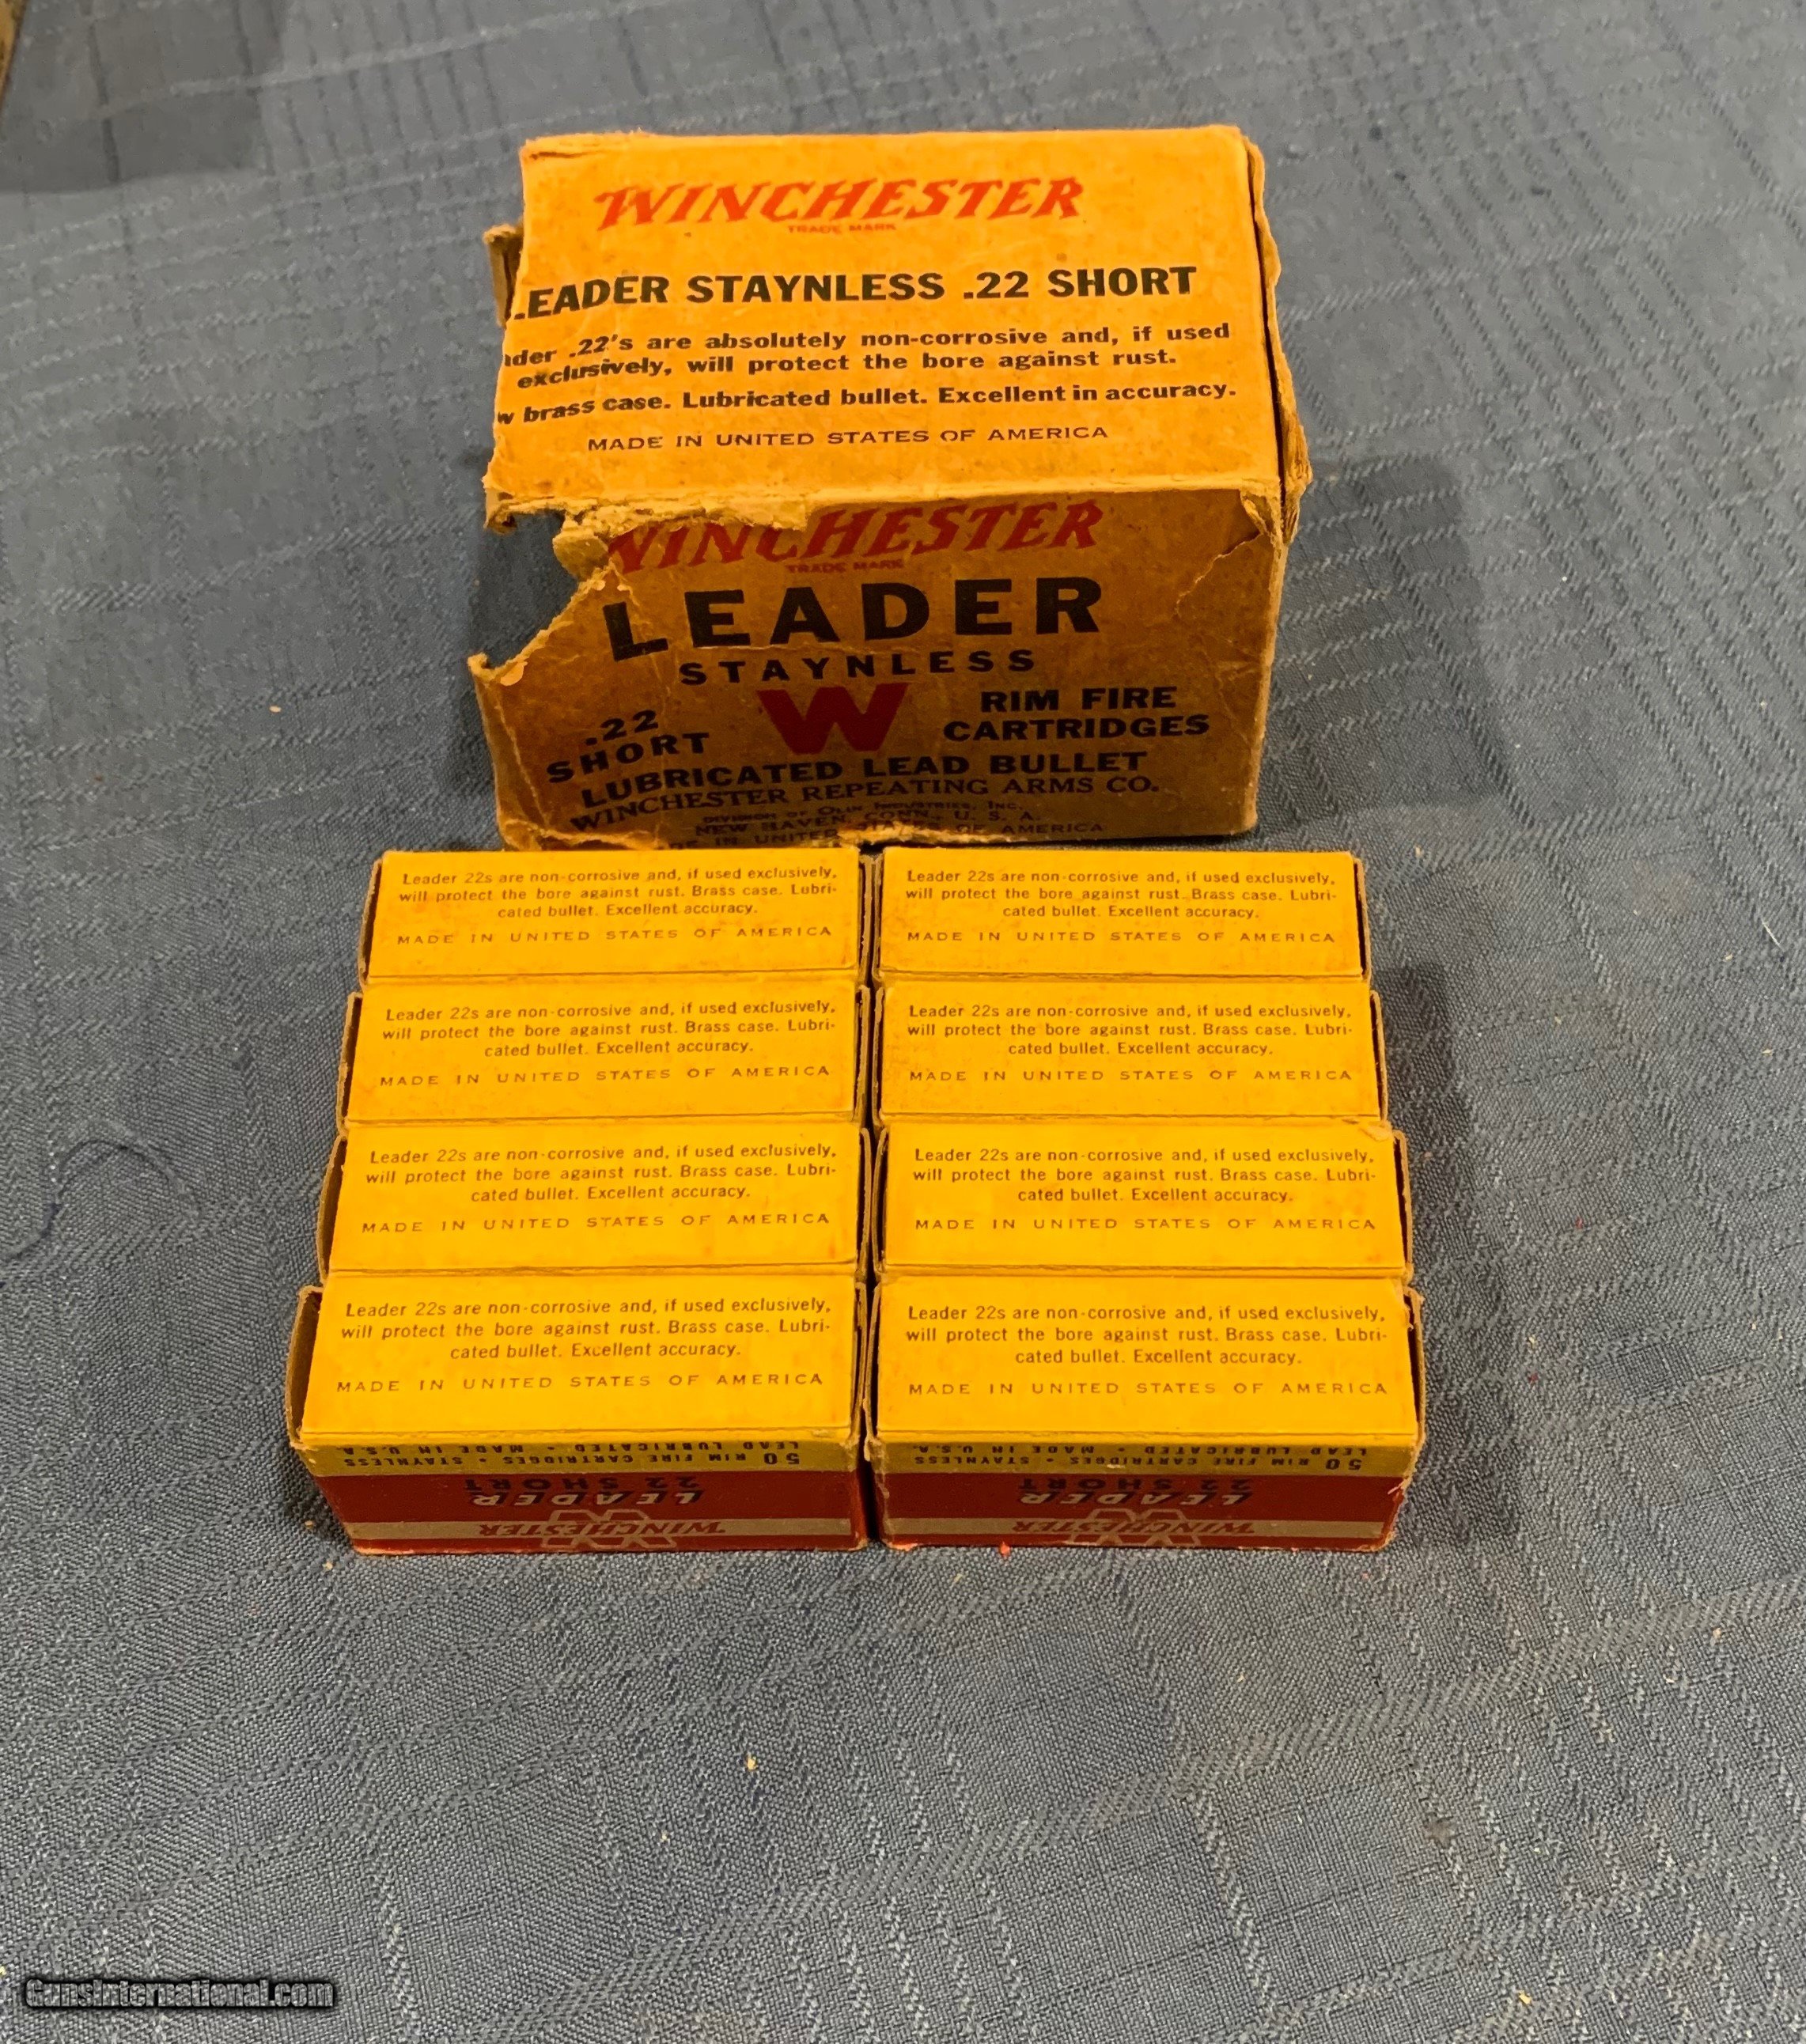 WINCHESTER
TRADE MARK
LEADER STAYNLESS .22 SHORT
.22's are absolutely non-corrosive and, if used
exclusively, will protect the bore against rust.
brass case. Lubricated bullet. Excellent in accuracy.
MADE IN UNITED STATES OF AMERICA
WINCHESTER
TRADE MARK
LEADER
STAYNLESS
.22
SHORT
W
RIM FIRE
CARTRIDGES
LUBRICATED LEAD BULLET
WINCHESTER REPEATING ARMS CO.
DIVISION OF OLIN INDUSTRIES, INC.
NEW HAVEN, CONN., U. S. A.
IN UNITED STATES OF AMERICA
Leader 22s are non-corrosive and, if used exclusively,
will protect the bore against rust. Brass case. Lubri-
cated bullet. Excellent accuracy.
MADE IN UNITED STATES OF AMERICA
Leader 22s are non-corrosive and, if used exclusively,
will protect the bore against rust. Brass case. Lubri-
cated bullet. Excellent accuracy.
MADE IN UNITED STATES OF AMERICA
Leader 22s are non-corrosive and, if used exclusively,
will protect the bore against rust. Brass case. Lubri-
cated bullet. Excellent accuracy.
MADE IN UNITED STATES OF AMERICA
Leader 22s are non-corrosive and, if used exclusively,
will protect the bore against rust. Brass case. Lubri-
cated bullet. Excellent accuracy.
MADE IN UNITED STATES OF AMERICA
Leader 22s are non-corrosive and, if used exclusively,
will protect the bore against rust. Brass case. Lubri-
cated bullet. Excellent accuracy.
MADE IN UNITED STATES OF AMERICA
Leader 22s are non-corrosive and, if used exclusively,
will protect the bore against rust. Brass case. Lubri-
cated bullet. Excellent accuracy.
MADE IN UNITED STATES OF AMERICA
Leader 22s are non-corrosive and, if used exclusively,
will protect the bore against rust. Brass case. Lubri-
cated bullet. Excellent accuracy.
MADE IN UNITED STATES OF AMERICA
Leader 22s are non-corrosive and, if used exclusively,
will protect the bore against rust. Brass case. Lubri-
cated bullet. Excellent accuracy.
MADE IN UNITED STATES OF AMERICA
WINCHESTER
LEADER
22 SHORT
50 RIM FIRE CARTRIDGES • STAYNLESS
LEAD LUBRICATED • MADE IN U.S.A.
WINCHESTER
LEADER
22 SHORT
50 RIM FIRE CARTRIDGES • STAYNLESS
LEAD LUBRICATED • MADE IN U.S.A.
GunsInternational.com